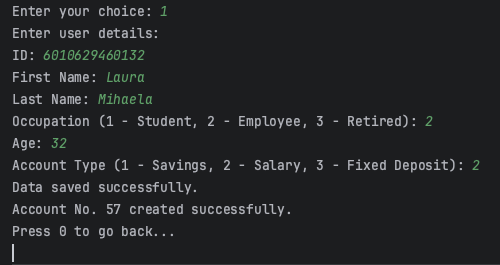 Enter your choice: 1
Enter user details:
ID: 6010629460132
First Name: Laura
Last Name: Mihaela
Occupation (1 - Student, 2 - Employee, 3 - Retired): 2
Age: 32
Account Type (1 - Savings, 2 - Salary, 3 - Fixed Deposit): 2
Data saved successfully.
Account No. 57 created successfully.
Press 0 to go back...